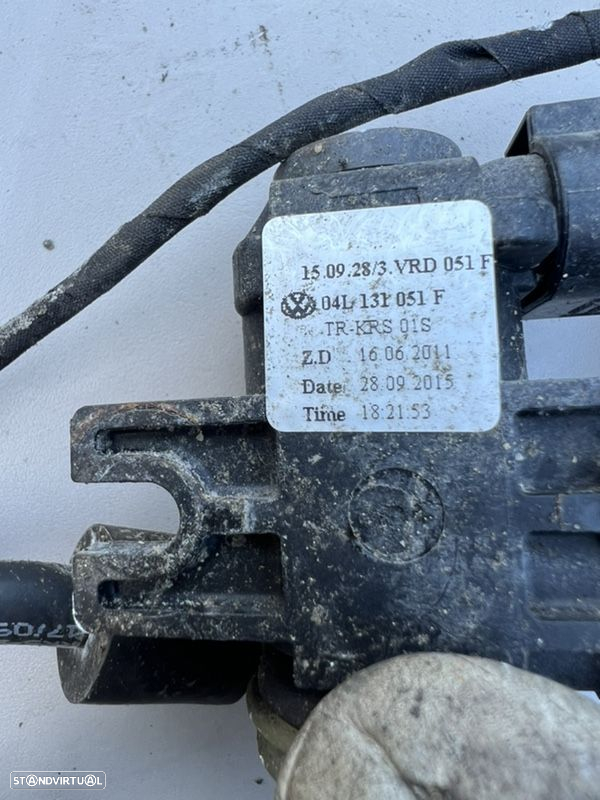 15.09.28/3.VRD 051 F
04L 131 051 F
TR-KRS 01S
Z.D 16.06.2011
Date 28.09.2015
Time 18:21:53
STANDVIRTUAL